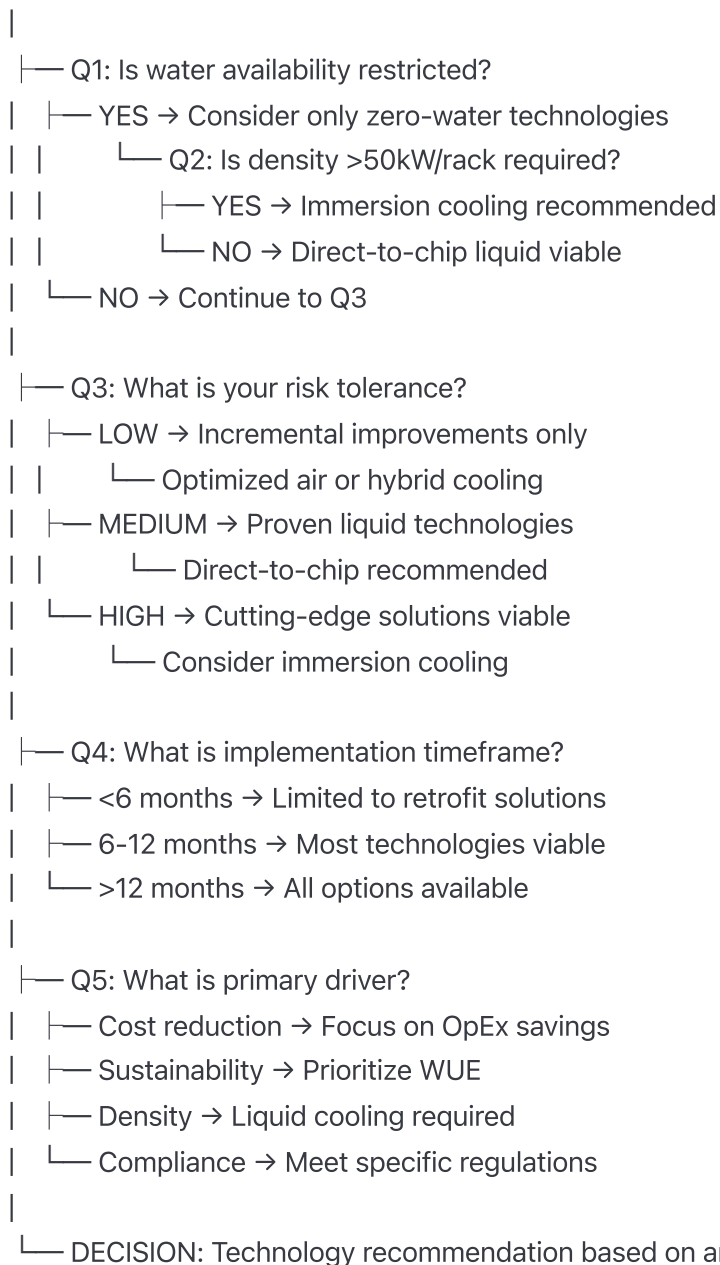 |
├── Q1: Is water availability restricted?
|   ├── YES → Consider only zero-water technologies
|   |       └── Q2: Is density >50kW/rack required?
|   |           ├── YES → Immersion cooling recommended
|   |           └── NO → Direct-to-chip liquid viable
|   └── NO → Continue to Q3
|
├── Q3: What is your risk tolerance?
|   ├── LOW → Incremental improvements only
|   |       └── Optimized air or hybrid cooling
|   ├── MEDIUM → Proven liquid technologies
|   |       └── Direct-to-chip recommended
|   └── HIGH → Cutting-edge solutions viable
|           └── Consider immersion cooling
|
├── Q4: What is implementation timeframe?
|   ├── <6 months → Limited to retrofit solutions
|   ├── 6-12 months → Most technologies viable
|   └── >12 months → All options available
|
├── Q5: What is primary driver?
|   ├── Cost reduction → Focus on OpEx savings
|   ├── Sustainability → Prioritize WUE
|   ├── Density → Liquid cooling required
|   └── Compliance → Meet specific regulations
|
└── DECISION: Technology recommendation based on